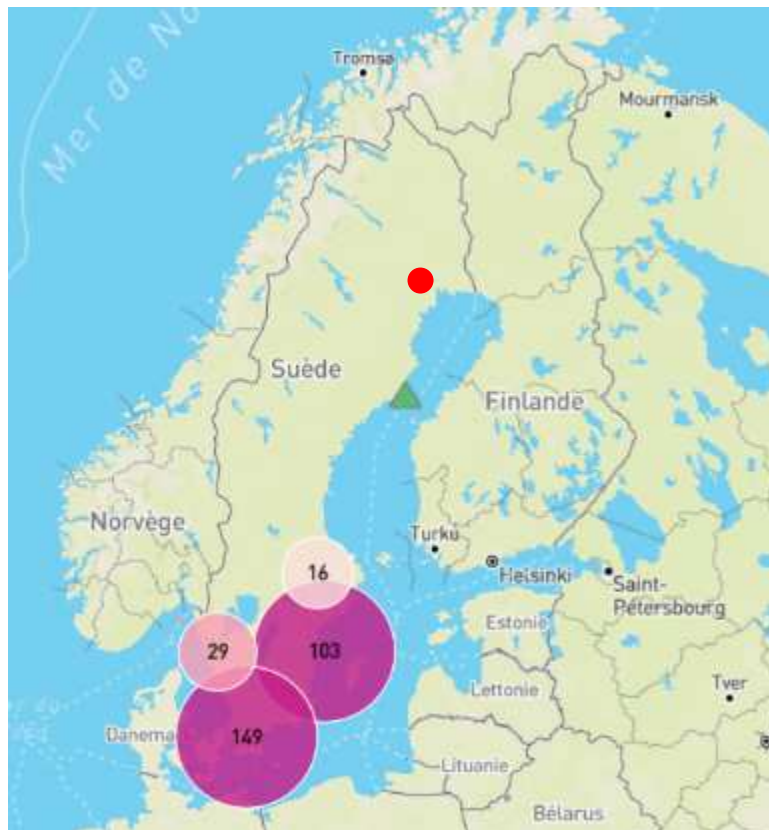 Mer de No
Tromsø
Mourmansk
Suède
Finlande
Norvège
Turku
Helsinki
16
Saint-
Pétersbourg
Estonie
29
103
Lettonie
Tver
Danema
149
Lituanie
Bélarus